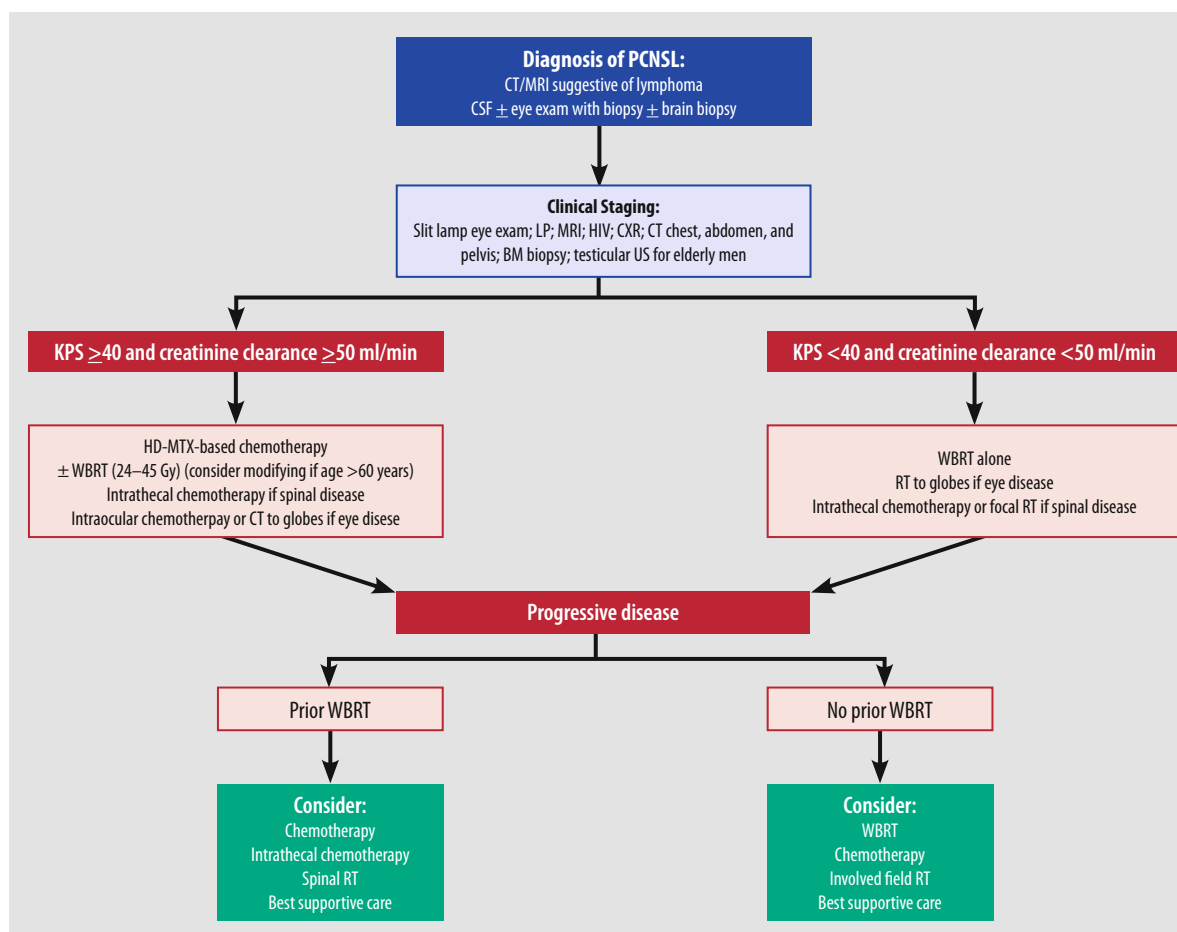 Diagnosis of PCNSL:
CT/MRI suggestive of lymphoma
CSF ± eye exam with biopsy ± brain biopsy
Clinical Staging:
Slit lamp eye exam; LP; MRI; HIV; CXR; CT chest, abdomen, and
pelvis; BM biopsy; testicular US for elderly men
KPS ≥40 and creatinine clearance ≥50 ml/min
KPS <40 and creatinine clearance <50 ml/min
HD-MTX-based chemotherapy
± WBRT (24–45 Gy) (consider modifying if age >60 years)
Intrathecal chemotherapy if spinal disease
Intraocular chemotherpay or CT to globes if eye disese
WBRT alone
RT to globes if eye disease
Intrathecal chemotherapy or focal RT if spinal disease
Progressive disease
Prior WBRT
No prior WBRT
Consider:
Chemotherapy
Intrathecal chemotherapy
Spinal RT
Best supportive care
Consider:
WBRT
Chemotherapy
Involved field RT
Best supportive care